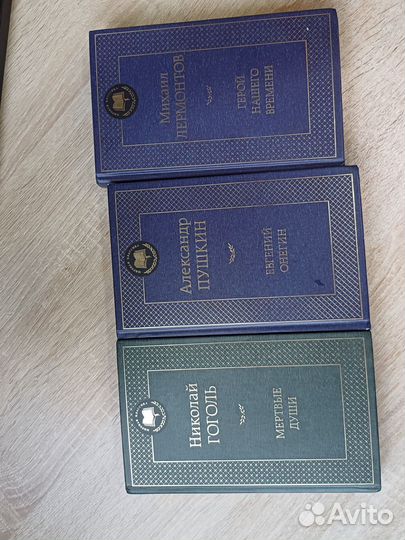 Михаил
ЛЕРМОНТОВ
ГЕРОЙ
НАШЕГО
ВРЕМЕНИ
Александр
ПУШКИН
ЕВГЕНИЙ
ОНЕГИН
Николай
ГОГОЛЬ
МЕРТВЫЕ
ДУШИ
Avito